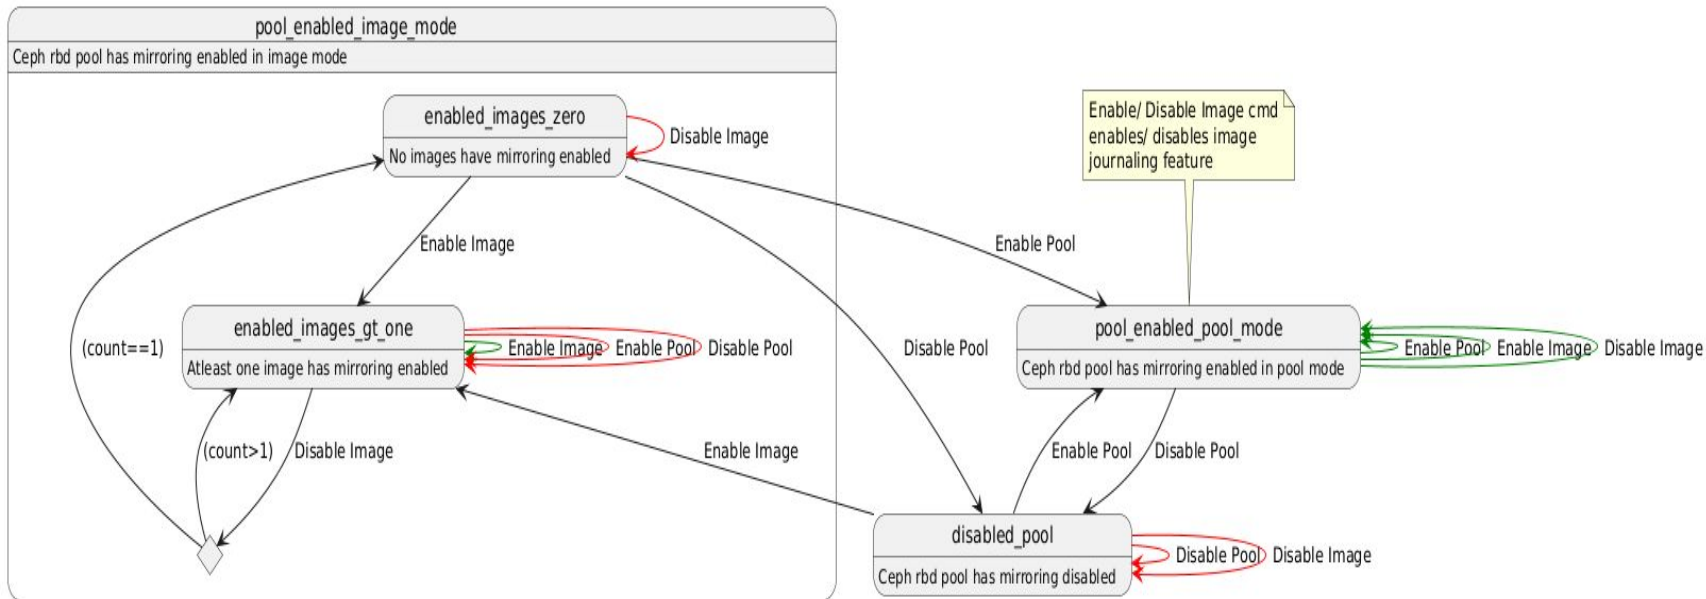 pool_enabled_image_mode
Ceph rbd pool has mirroring enabled in image mode
enabled_images_zero
No images have mirroring enabled
Disable Image
Enable/ Disable Image cmd
enables/ disables image
journaling feature
Enable Image
Enable Pool
enabled_images_gt_one
Atleast one image has mirroring enabled
(count==1)
Enable Image
Enable Pool
Disable Pool
Disable Pool
pool_enabled_pool_mode
Ceph rbd pool has mirroring enabled in pool mode
Enable Pool
Enable Image
Disable Image
(count>1)
Disable Image
Enable Image
Enable Pool
Disable Pool
disabled_pool
Ceph rbd pool has mirroring disabled
Disable Pool
Disable Image